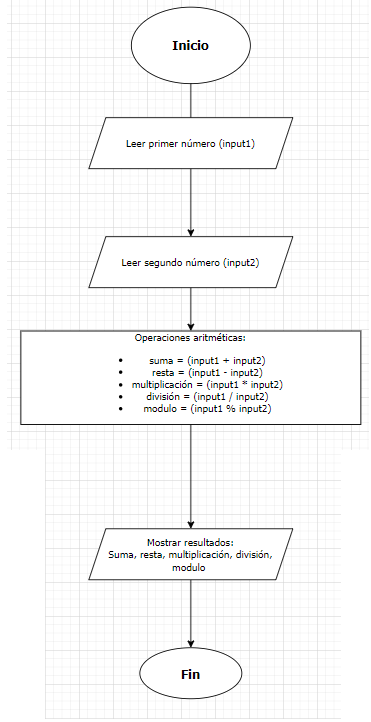 Inicio
Leer primer número (input1)
Leer segundo número (input2)
Operaciones aritméticas:
• suma = (input1 + input2)
• resta = (input1 - input2)
• multiplicación = (input1 * input2)
• división = (input1 / input2)
• modulo = (input1 % input2)
Mostrar resultados:
Suma, resta, multiplicación, división,
modulo
Fin